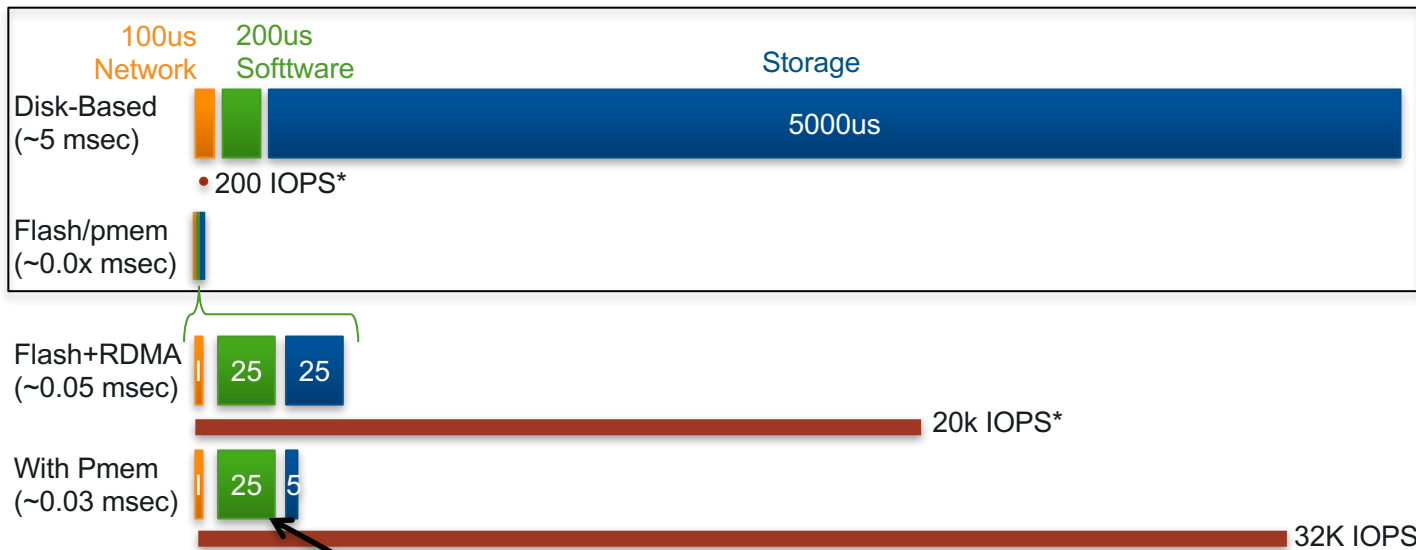 100us
Network
200us
Softtware
Storage
Disk-Based
(~5 msec)
5000us
200 IOPS*
Flash/pmem
(~0.0x msec)
Flash+RDMA
(~0.05 msec)
l
25
25
20k IOPS*
With Pmem
(~0.03 msec)
l
25
5
32K IOPS